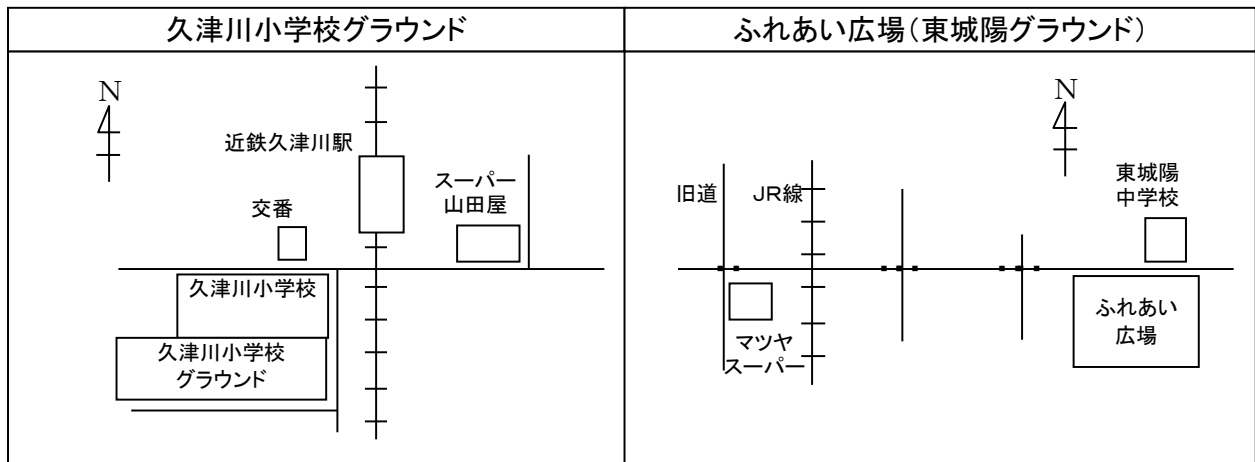 久津川小学校グラウンド
N
近鉄久津川駅
スーパー
山田屋
交番
久津川小学校
久津川小学校
グラウンド
ふれあい広場（東城陽グラウンド）
N
東城陽
中学校
旧道
JR線
マツヤ
スーパー
ふれあい
広場